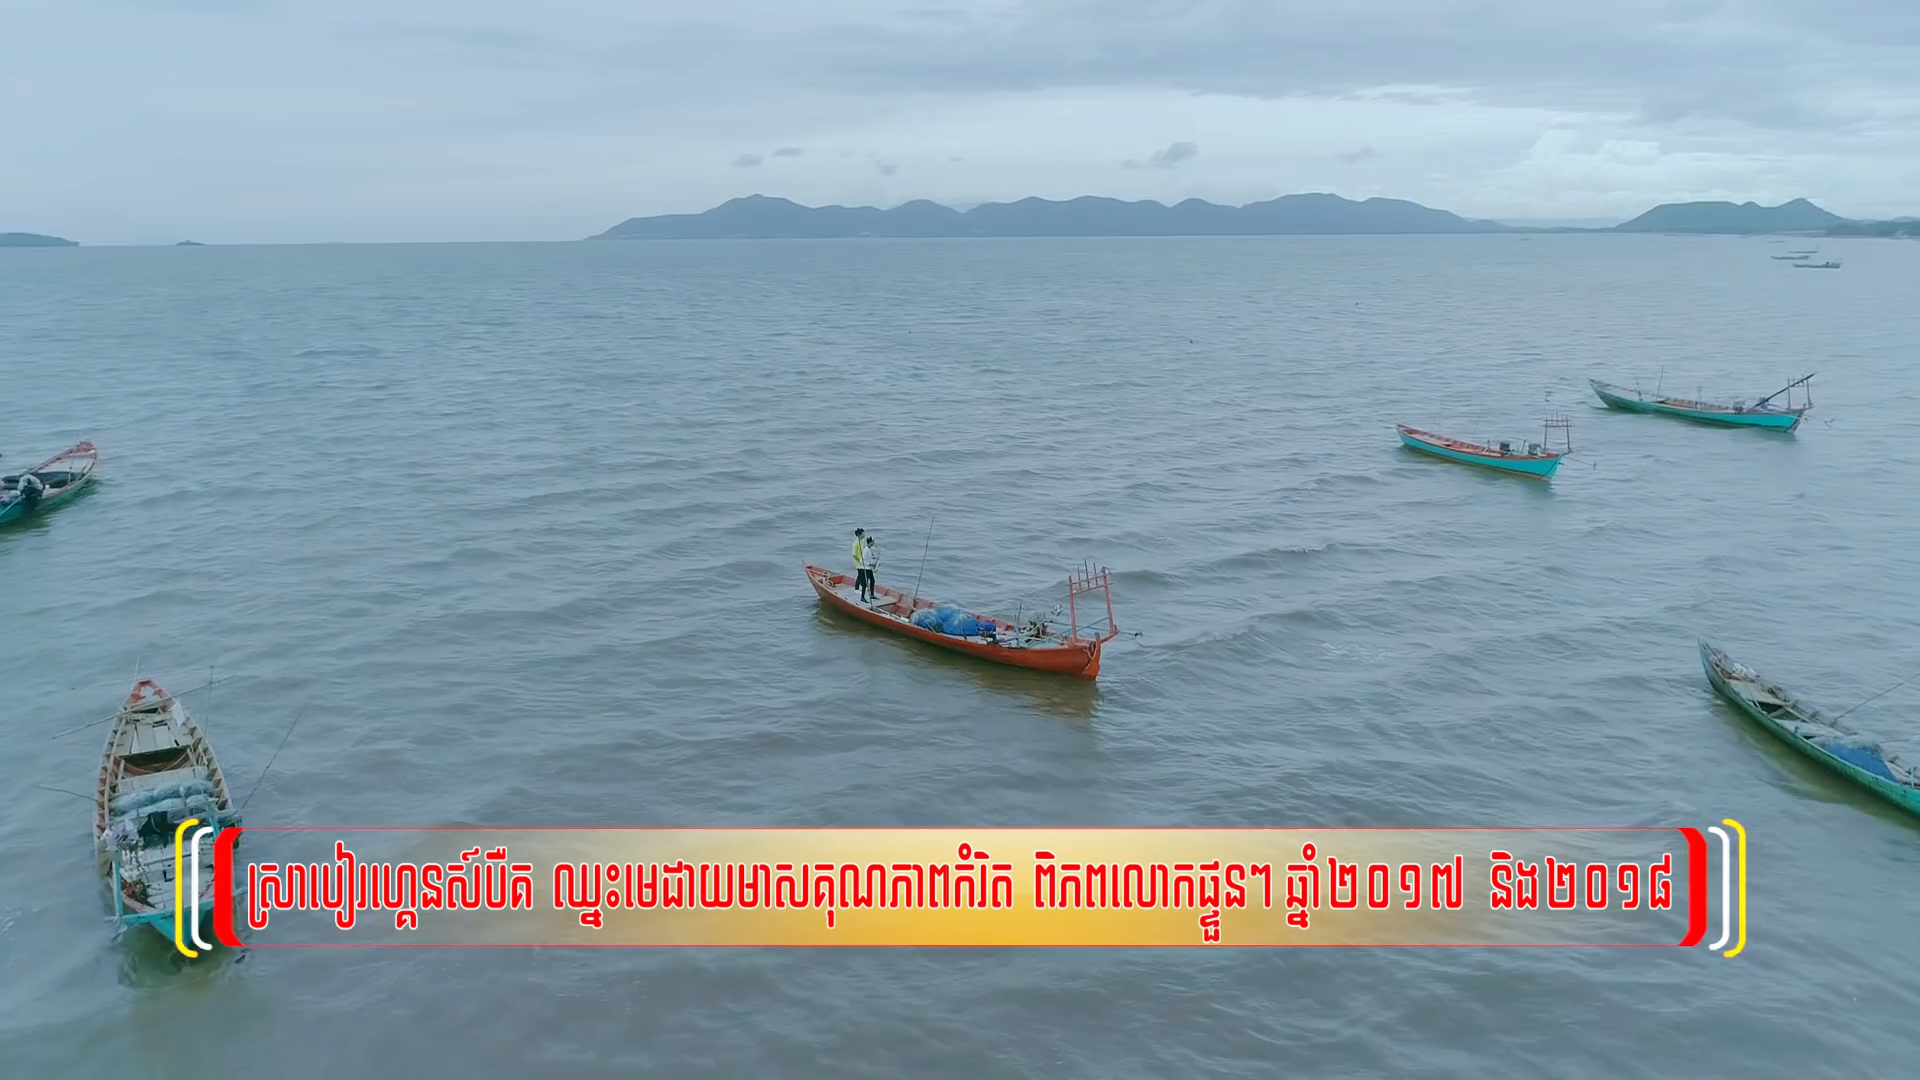 ស្រាបៀរហ្គេនស៍បឺគ ឈ្នះមេដាយមាសគុណភាពកំរិត ពិភពលោកផ្ទួនៗ ឆ្នាំ២០១៧ និង២០១៨